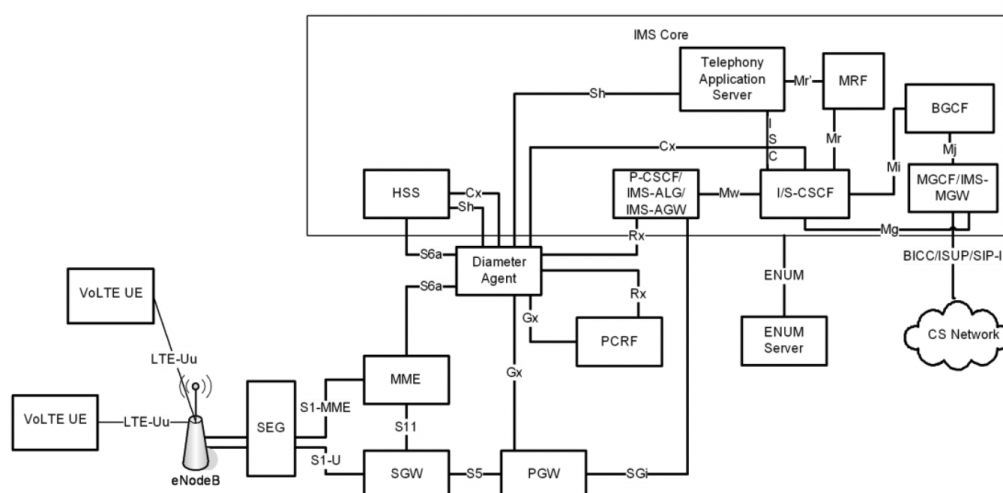 IMS Core
Telephony
Application
Server
Mr'
MRF
BGCF
Sh
I
S
C
Mr
Mi
Mj
Cx
HSS
Cx
Sh
P-CSCF/
IMS-ALG/
IMS-AGW
Mw
I/S-CSCF
MGCF/IMS-
MGW
Rx
Mg
S6a
Diameter
Agent
BICC/ISUP/SIP-I
ENUM
VoLTE UE
S6a
Rx
Gx
PCRF
ENUM
Server
CS Network
LTE-Uu
MME
Gx
VoLTE UE
LTE-Uu
SEG
S1-MME
S11
S1-U
SGW
S5
PGW
SGi
eNodeB